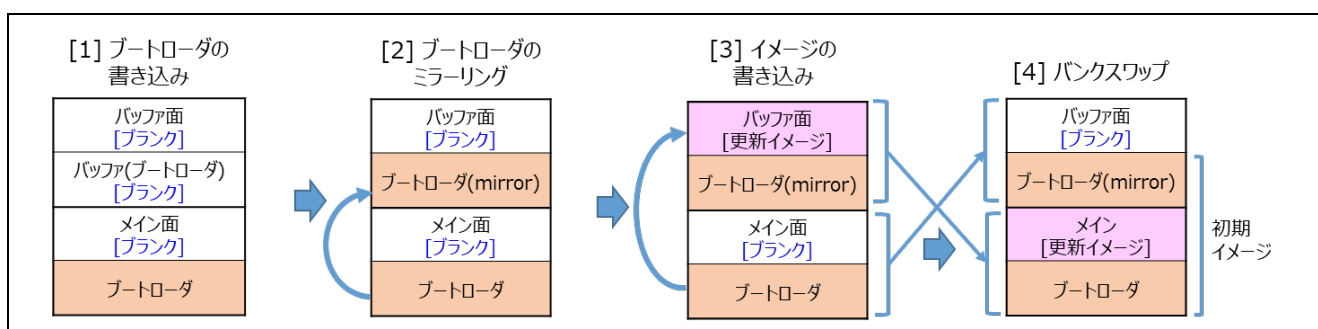 [1] ブートローダの
書き込み
バッファ面
[ブランク]
バッファ(ブートローダ)
[ブランク]
メイン面
[ブランク]
ブートローダ
[2] ブートローダの
ミラーリング
バッファ面
[ブランク]
ブートローダ(mirror)
メイン面
[ブランク]
ブートローダ
[3] イメージの
書き込み
バッファ面
[更新イメージ]
ブートローダ(mirror)
メイン面
[ブランク]
ブートローダ
[4] バンクスワップ
バッファ面
[ブランク]
ブートローダ(mirror)
メイン
[更新イメージ]
ブートローダ
初期
イメージ